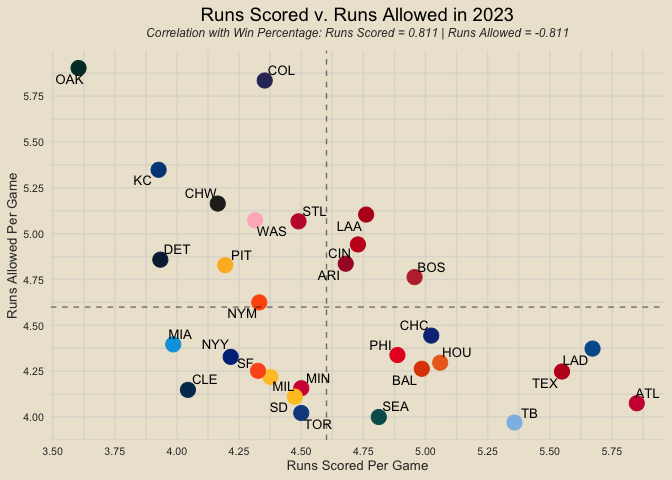 Runs Scored v. Runs Allowed in 2023
Correlation with Win Percentage: Runs Scored = 0.811 | Runs Allowed = -0.811
OAK
COL
5.75
5.50
KC
5.25
CHW
STL
WAS
LAA
5.00
DET
PIT
CIN
ARI
BOS
4.75
NYM
4.50
MIA
NYY
CHC
PHI
HOU
SF
LAD
4.25
CLE
MIL
MIN
BAL
TEX
ATL
SD
TOR
SEA
TB
4.00
3.50
4.00
4.25
4.50
4.75
5.00
5.25
5.50
5.75
Runs Scored Per Game
Runs Allowed Per Game